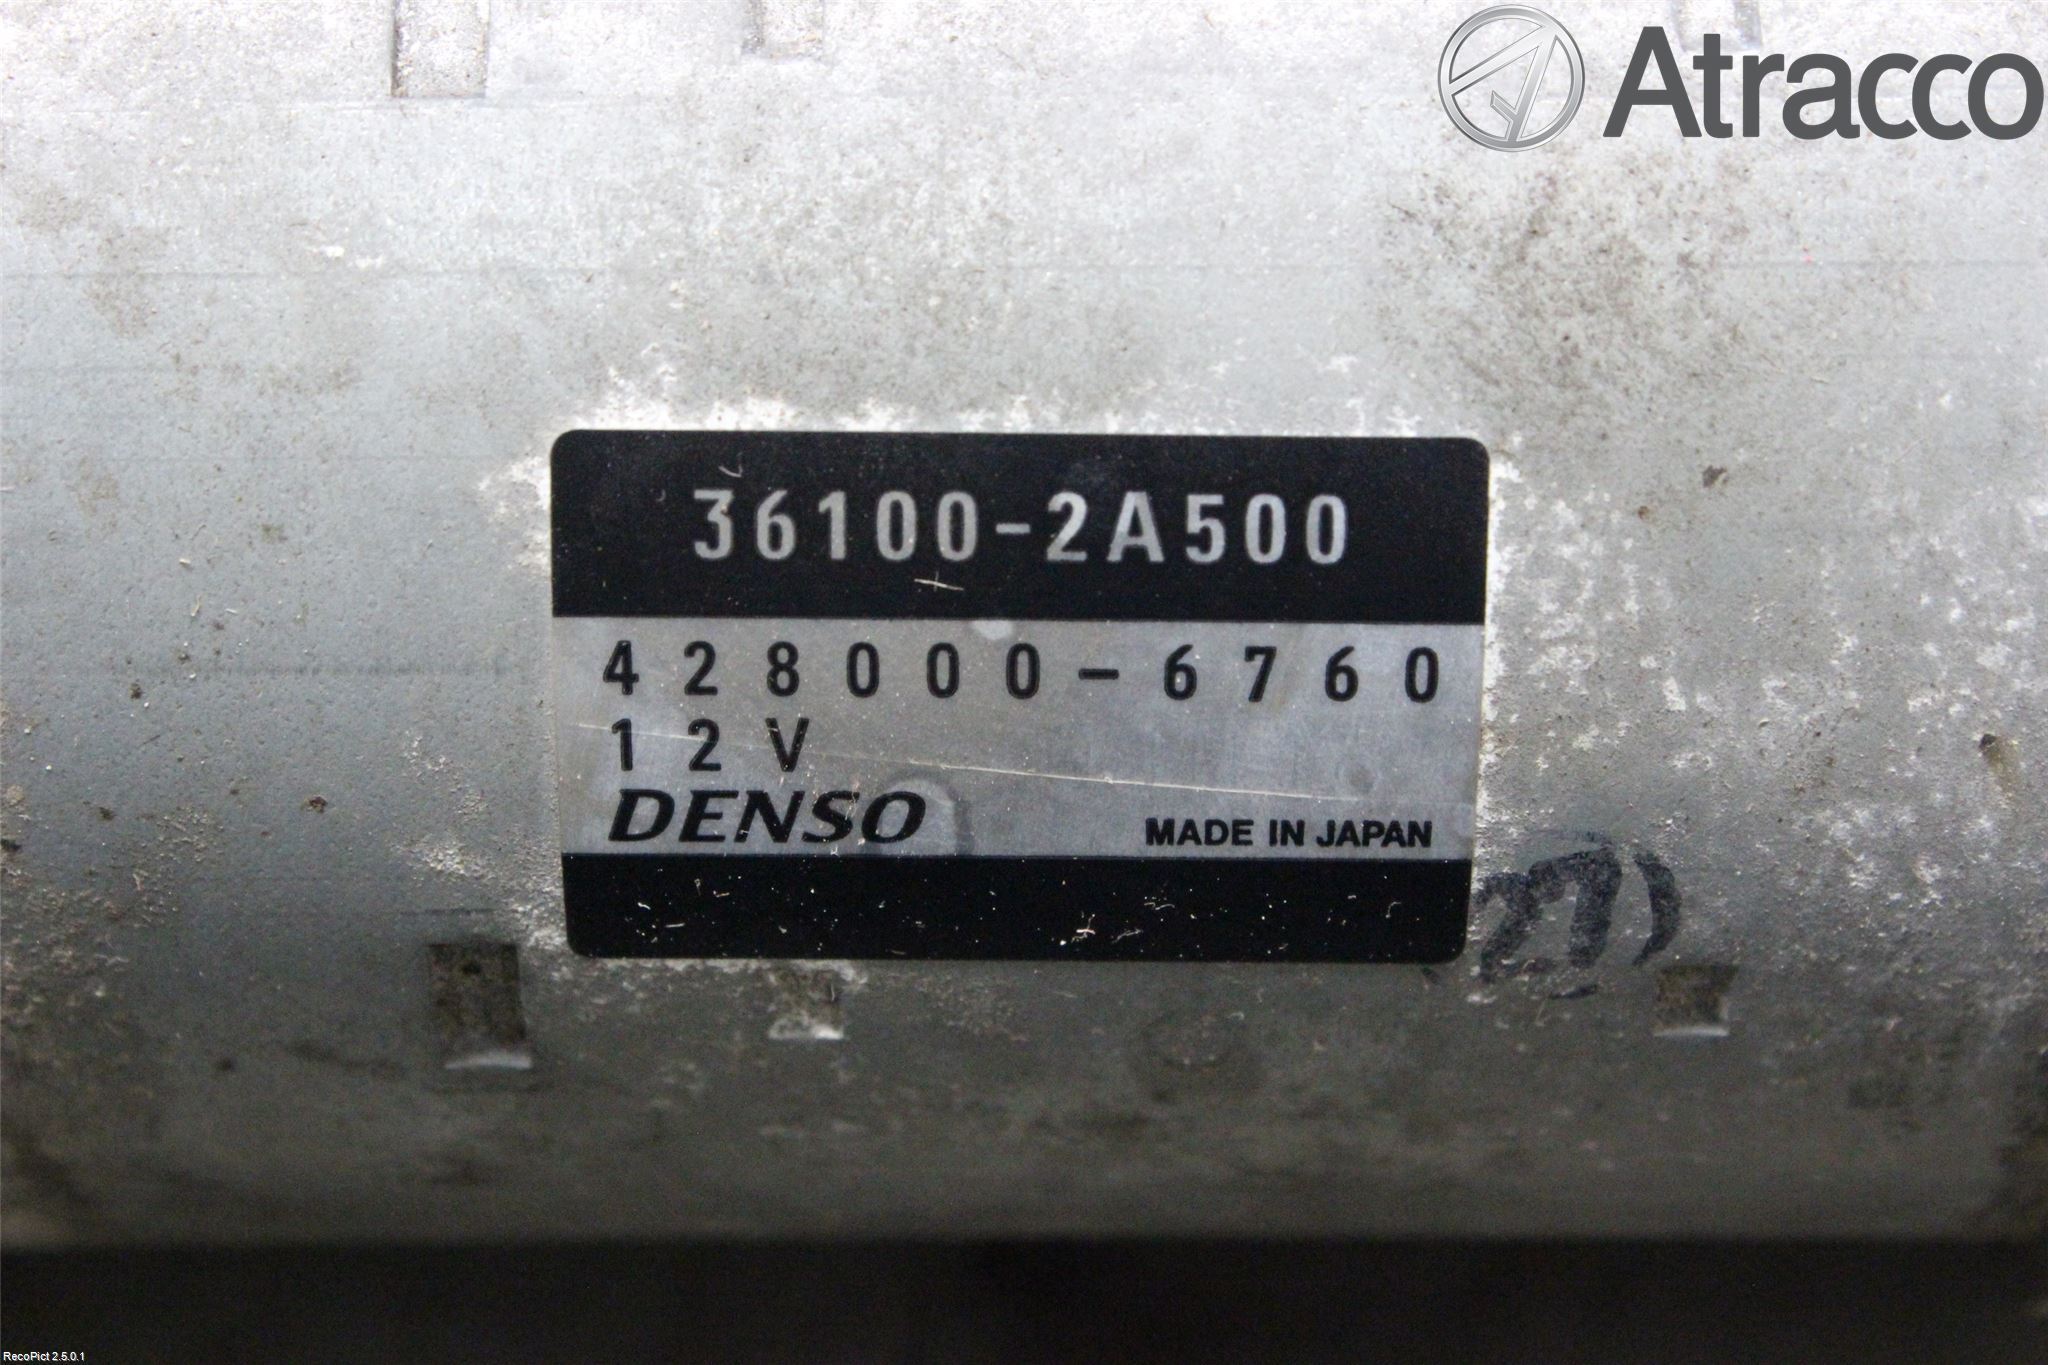 Atracco
36100-2A500
428000-6760
12V
DENSO MADE IN JAPAN
RecoPict 2.5.0.1